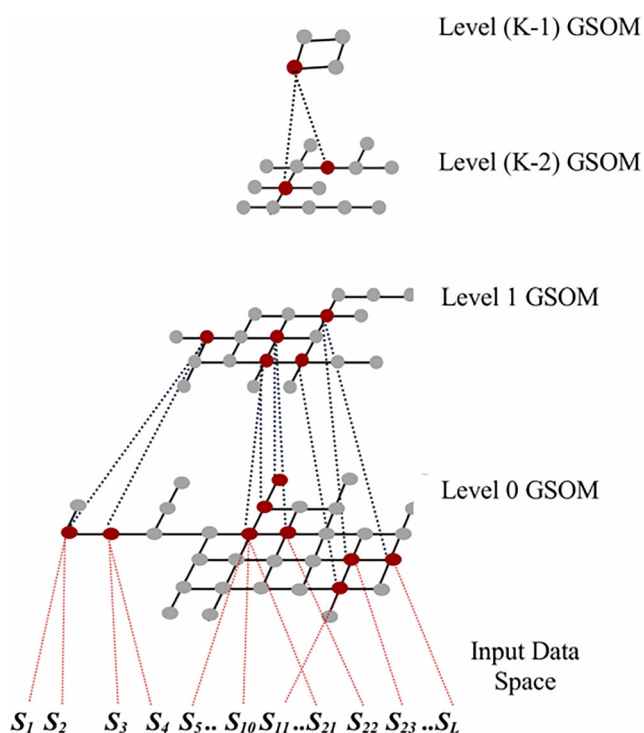 Level (K-1) GSOM
Level (K-2) GSOM
Level 1 GSOM
Level 0 GSOM
Input Data
Space
S1 S2 S3 S4 S5.. S10 S11..S21 S22 S23 ..SL